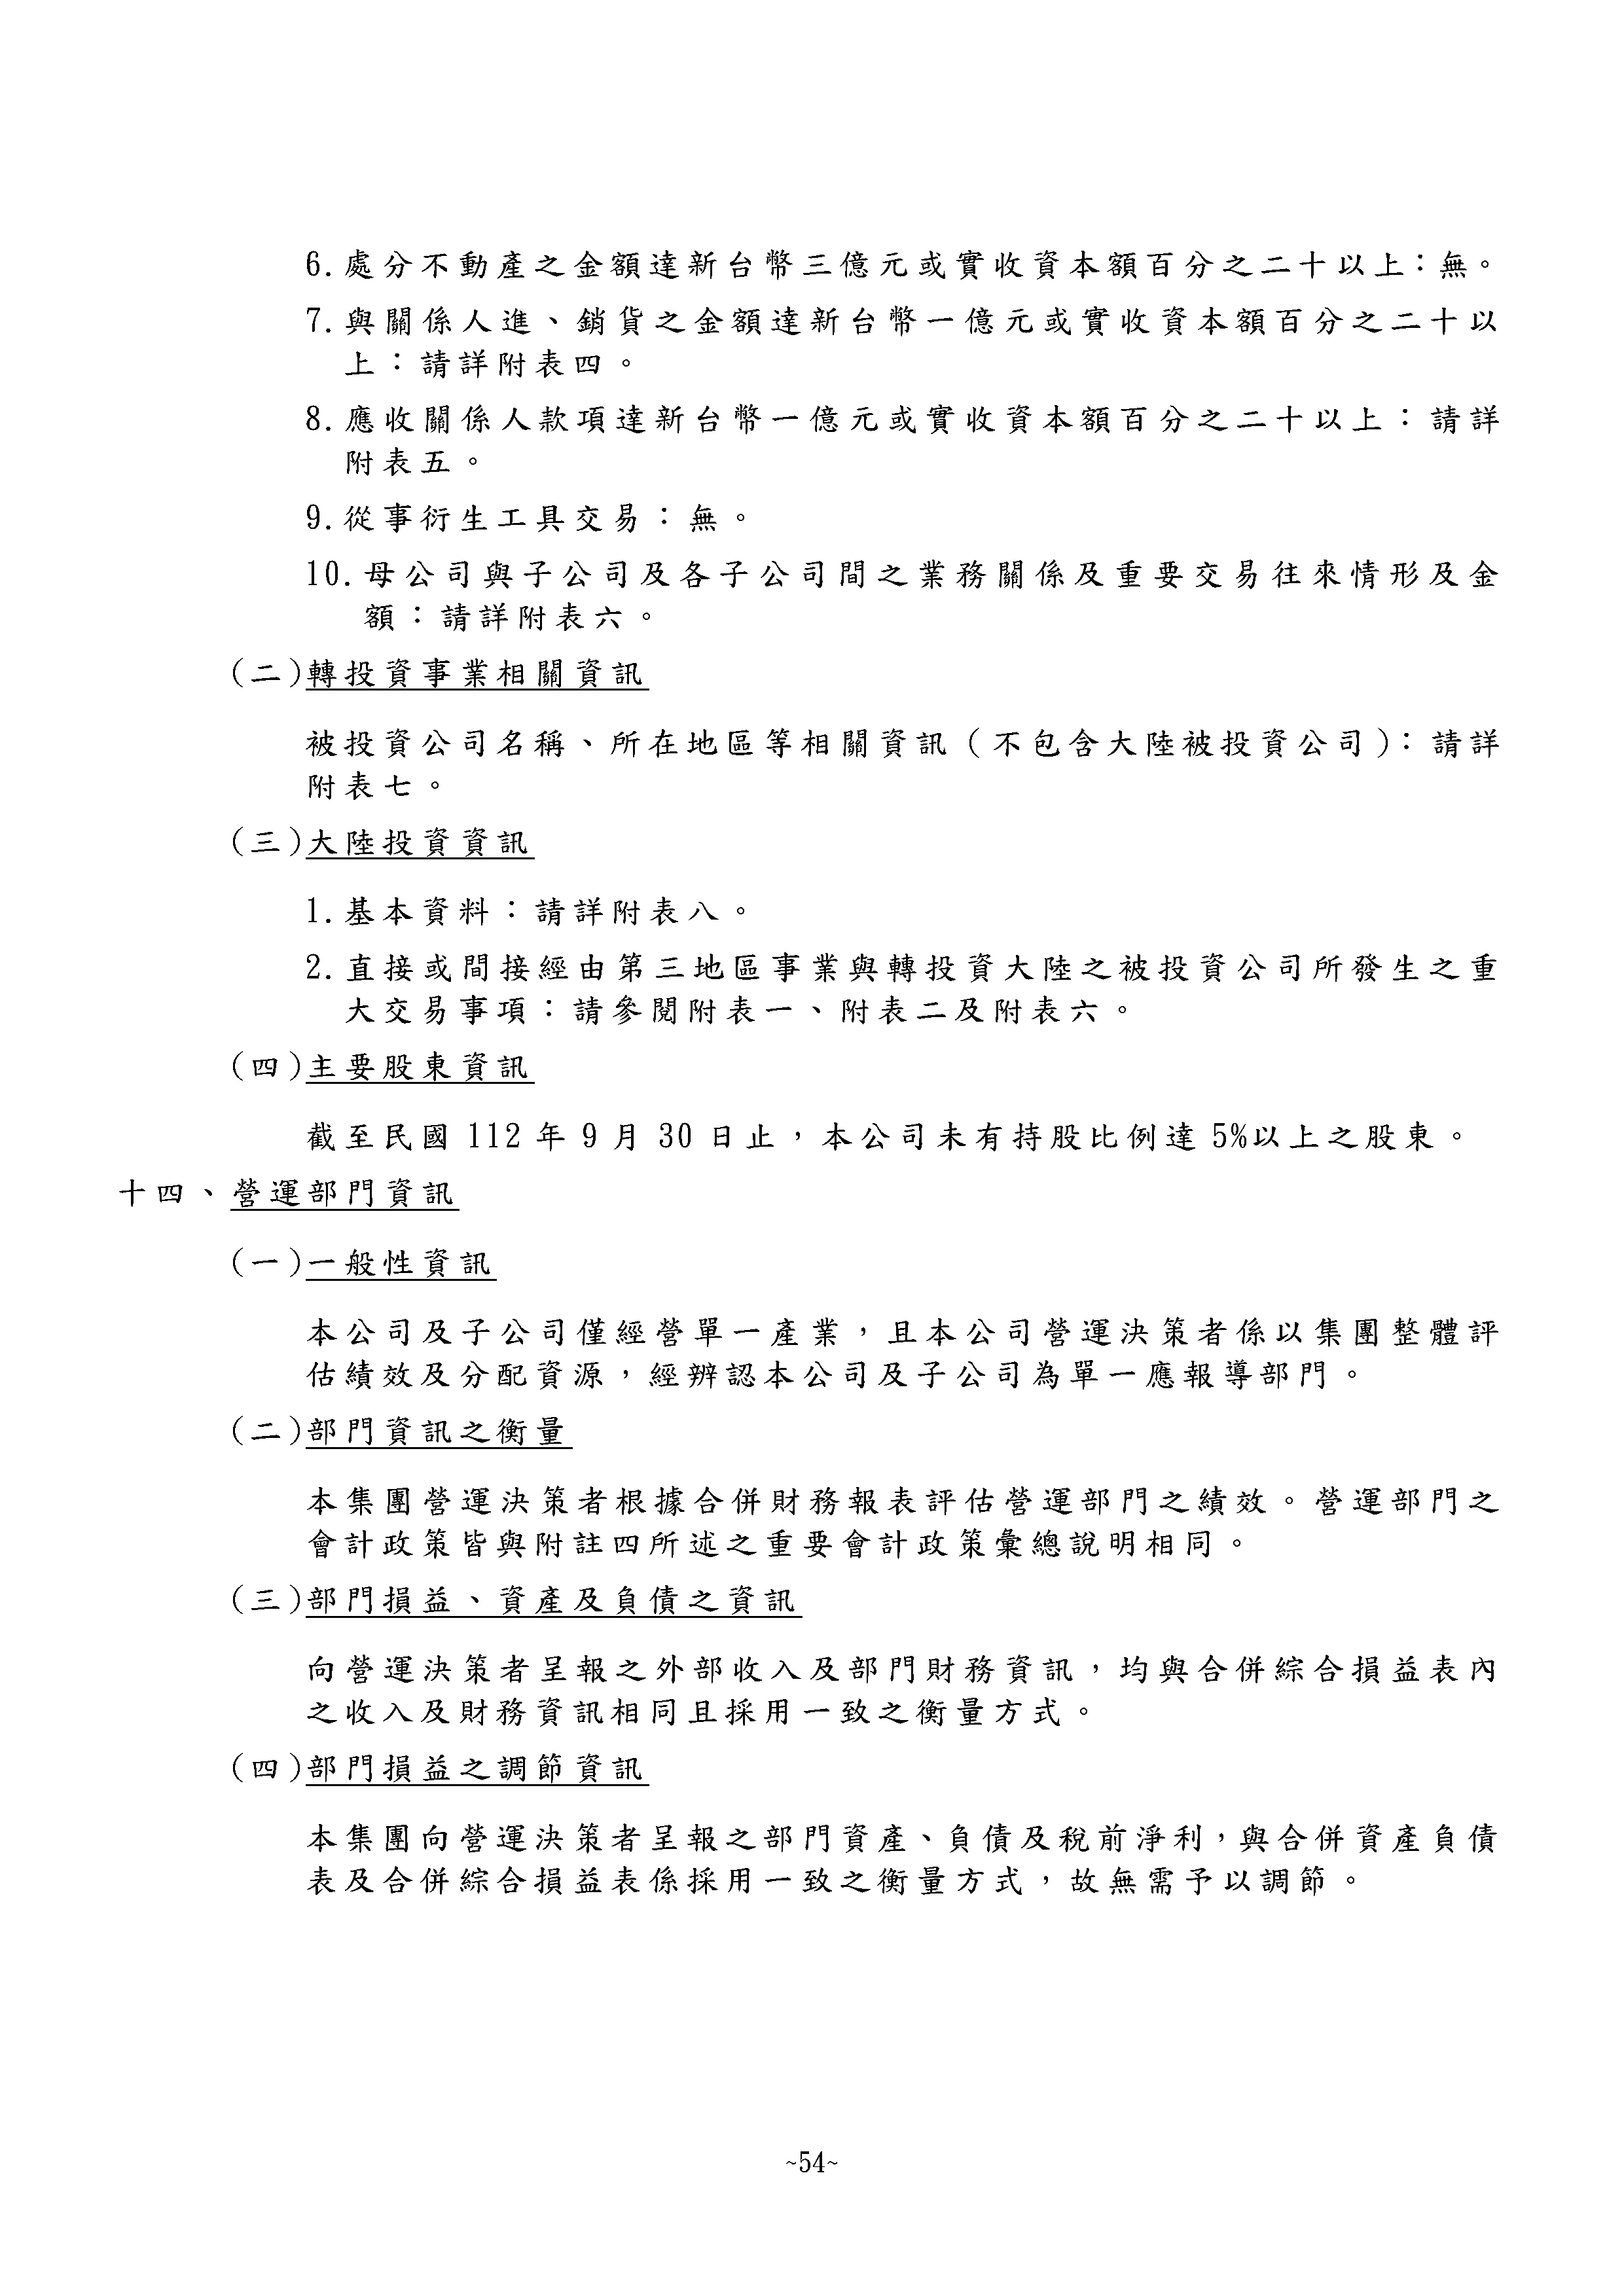 6.處分不動產之金額達新台幣三億元或實收資本額百分之二十以上：無。
7.與關係人進、銷貨之金額達新台幣一億元或實收資本額百分之二十以
上：請詳附表四。
8.應收關係人款項達新台幣一億元或實收資本額百分之二十以上：請詳
附表五。
9.從事衍生工具交易：無。
10.母公司與子公司及各子公司間之業務關係及重要交易往來情形及金
額：請詳附表六。
(二)轉投資事業相關資訊
被投資公司名稱、所在地區等相關資訊（不包含大陸被投資公司）：請詳
附表七。
(三)大陸投資資訊
1.基本資料：請詳附表八。
2.直接或間接經由第三地區事業與轉投資大陸之被投資公司所發生之重
大交易事項：請參閱附表一、附表二及附表六。
(四)主要股東資訊
截至民國 112 年 9 月 30 日止，本公司未有持股比例達 5%以上之股東。
十四、營運部門資訊
(一)一般性資訊
本公司及子公司僅經營單一產業，且本公司營運決策者係以集團整體評
估績效及分配資源，經辨認本公司及子公司為單一應報導部門。
(二)部門資訊之衡量
本集團營運決策者根據合併財務報表評估營運部門之績效。營運部門之
會計政策皆與附註四所述之重要會計政策彙總說明相同。
(三)部門損益、資產及負債之資訊
向營運決策者呈報之外部收入及部門財務資訊，均與合併綜合損益表內
之收入及財務資訊相同且採用一致之衡量方式。
(四)部門損益之調節資訊
本集團向營運決策者呈報之部門資產、負債及稅前淨利，與合併資產負債
表及合併綜合損益表係採用一致之衡量方式，故無需予以調節。
~54~